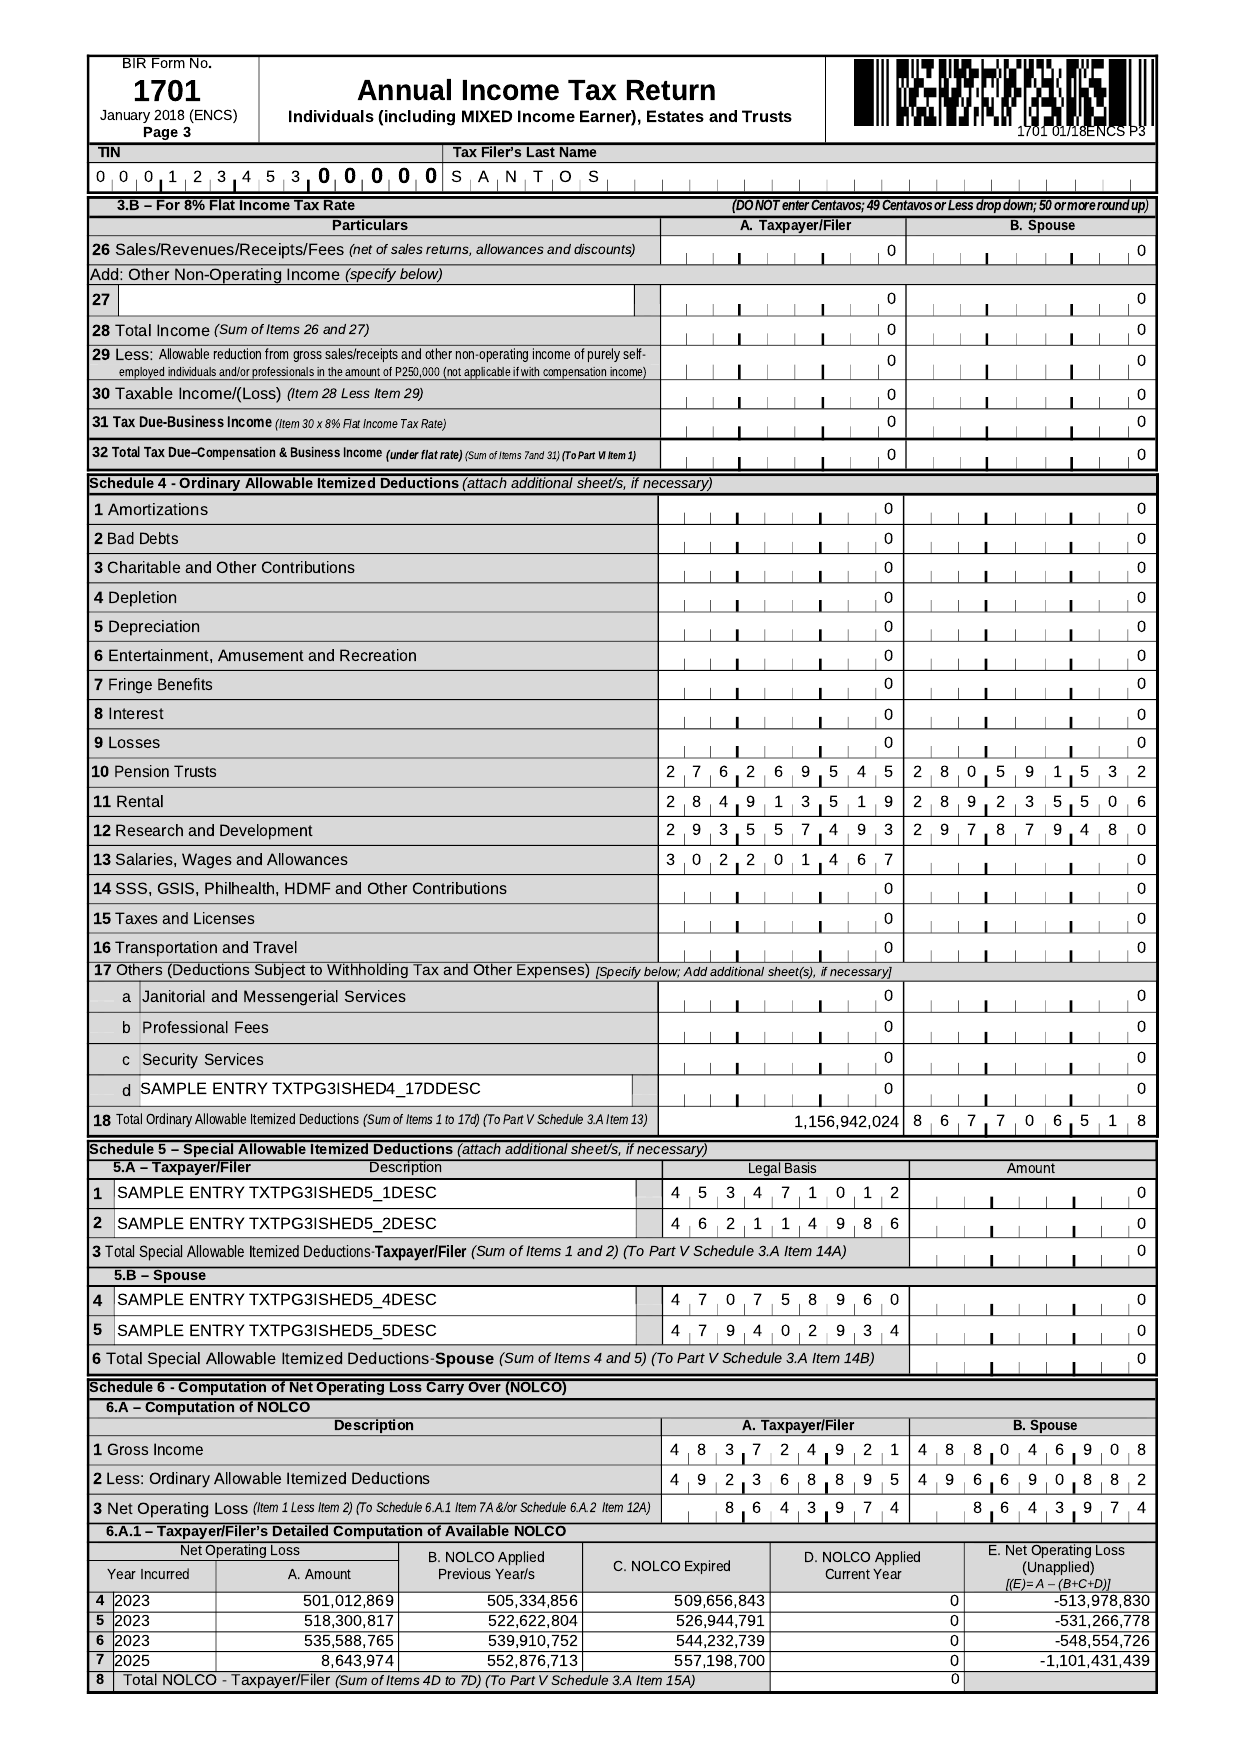 BIR Form No.
1701
January 2018 (ENCS)
Page 3
Annual Income Tax Return
Individuals (including MIXED Income Earner), Estates and Trusts
1701 01/18ENCS P3
TIN Tax Filer's Last Name
0 0 0 1 2 3 4 5 3 0 0 0 0 0 S A N T O S
3.B – For 8% Flat Income Tax Rate (DO NOT enter Centavos; 49 Centavos or Less drop down; 50 or more round up)
Particulars A. Taxpayer/Filer B. Spouse
26 Sales/Revenues/Receipts/Fees (net of sales returns, allowances and discounts) 0 0
Add: Other Non-Operating Income (specify below)
27 0 0
28 Total Income (Sum of Items 26 and 27) 0 0
29 Less: Allowable reduction from gross sales/receipts and other non-operating income of purely self-
employed individuals and/or professionals in the amount of P250,000 (not applicable if with compensation income) 0 0
30 Taxable Income/(Loss) (Item 28 Less Item 29) 0 0
31 Tax Due-Business Income (Item 30 x 8% Flat Income Tax Rate) 0 0
32 Total Tax Due–Compensation & Business Income (under flat rate) (Sum of Items 7and 31) (To Part VI Item 1) 0 0
Schedule 4 - Ordinary Allowable Itemized Deductions (attach additional sheet/s, if necessary)
1 Amortizations 0 0
2 Bad Debts 0 0
3 Charitable and Other Contributions 0 0
4 Depletion 0 0
5 Depreciation 0 0
6 Entertainment, Amusement and Recreation 0 0
7 Fringe Benefits 0 0
8 Interest 0 0
9 Losses 0 0
10 Pension Trusts 2 7 6 2 6 9 5 4 5 2 8 0 5 9 1 5 3 2
11 Rental 2 8 4 9 1 3 5 1 9 2 8 9 2 3 5 5 0 6
12 Research and Development 2 9 3 5 5 7 4 9 3 2 9 7 8 7 9 4 8 0
13 Salaries, Wages and Allowances 3 0 2 2 0 1 4 6 7 0
14 SSS, GSIS, Philhealth, HDMF and Other Contributions 0 0
15 Taxes and Licenses 0 0
16 Transportation and Travel 0 0
17 Others (Deductions Subject to Withholding Tax and Other Expenses) [Specify below; Add additional sheet(s), if necessary]
a Janitorial and Messengerial Services 0 0
b Professional Fees 0 0
c Security Services 0 0
d SAMPLE ENTRY TXTPG3ISHED4_17DDESC 0 0
18 Total Ordinary Allowable Itemized Deductions (Sum of Items 1 to 17d) (To Part V Schedule 3.A Item 13) 1,156,942,024 8 6 7 7 0 6 5 1 8
Schedule 5 – Special Allowable Itemized Deductions (attach additional sheet/s, if necessary)
5.A – Taxpayer/Filer Description Legal Basis Amount
1 SAMPLE ENTRY TXTPG3ISHED5_1DESC 4 5 3 4 7 1 0 1 2 0
2 SAMPLE ENTRY TXTPG3ISHED5_2DESC 4 6 2 1 1 4 9 8 6 0
3 Total Special Allowable Itemized Deductions-Taxpayer/Filer (Sum of Items 1 and 2) (To Part V Schedule 3.A Item 14A) 0
5.B – Spouse
4 SAMPLE ENTRY TXTPG3ISHED5_4DESC 4 7 0 7 5 8 9 6 0 0
5 SAMPLE ENTRY TXTPG3ISHED5_5DESC 4 7 9 4 0 2 9 3 4 0
6 Total Special Allowable Itemized Deductions-Spouse (Sum of Items 4 and 5) (To Part V Schedule 3.A Item 14B) 0
Schedule 6 - Computation of Net Operating Loss Carry Over (NOLCO)
6.A – Computation of NOLCO
Description A. Taxpayer/Filer B. Spouse
1 Gross Income 4 8 3 7 2 4 9 2 1 4 8 8 0 4 6 9 0 8
2 Less: Ordinary Allowable Itemized Deductions 4 9 2 3 6 8 8 9 5 4 9 6 6 9 0 8 8 2
3 Net Operating Loss (Item 1 Less Item 2) (To Schedule 6.A.1 Item 7A &/or Schedule 6.A.2 Item 12A) 8 6 4 3 9 7 4 8 6 4 3 9 7 4
6.A.1 – Taxpayer/Filer's Detailed Computation of Available NOLCO
Net Operating Loss
Year Incurred A. Amount
B. NOLCO Applied
Previous Year/s
C. NOLCO Expired
D. NOLCO Applied
Current Year
E. Net Operating Loss
(Unapplied)
[(E)= A – (B+C+D)]
4 2023 501,012,869 505,334,856 509,656,843 0 -513,978,830
5 2023 518,300,817 522,622,804 526,944,791 0 -531,266,778
6 2023 535,588,765 539,910,752 544,232,739 0 -548,554,726
7 2025 8,643,974 552,876,713 557,198,700 0 -1,101,431,439
8 Total NOLCO - Taxpayer/Filer (Sum of Items 4D to 7D) (To Part V Schedule 3.A Item 15A) 0